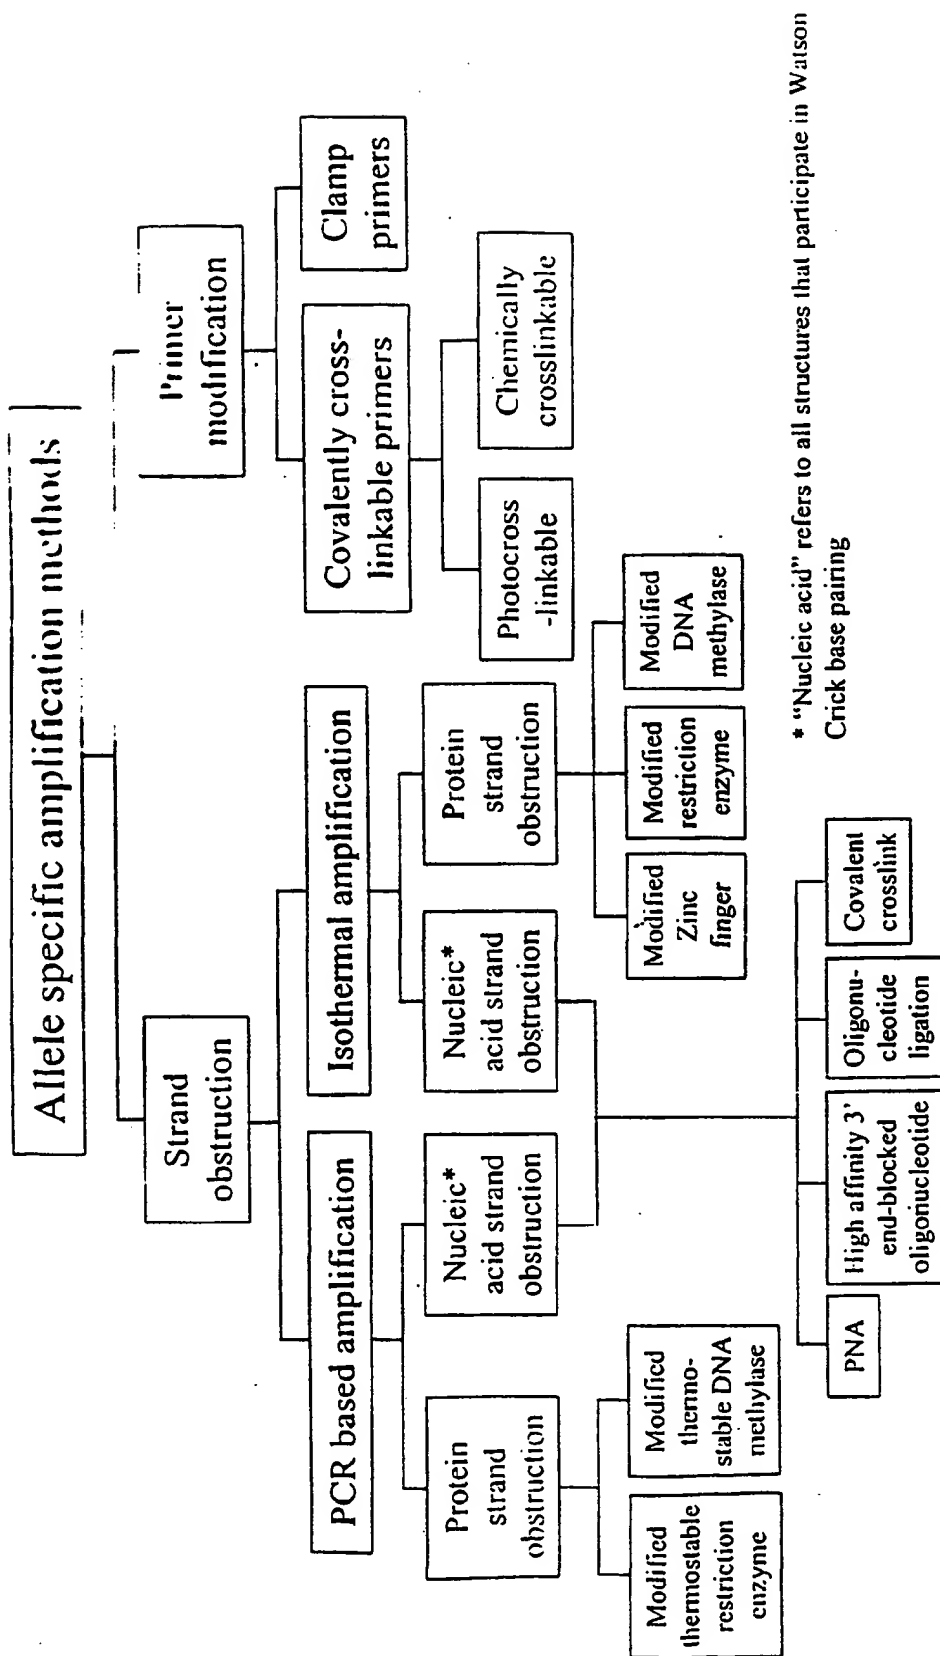 Allele specific amplification methods
Strand
obstruction
Primer
modification
PCR based amplification
Isothermal amplification
Covalently cross-
linkable primers
Clamp
primers
Protein
strand
obstruction
Nucleic*
acid strand
obstruction
Nucleic*
acid strand
obstruction
Protein
strand
obstruction
Photocross
-linkable
Chemically
crosslinkable
Modified
thermostable
restriction
enzyme
Modified
thermo-
stable DNA
methylase
Modified
Zinc
finger
Modified
restriction
enzyme
Modified
DNA
methylase
PNA
High affinity 3'
end-blocked
oligonucleotide
Oligonu-
cleotide
ligation
Covalent
crosslink
* "Nucleic acid" refers to all structures that participate in Watson
Crick base pairing